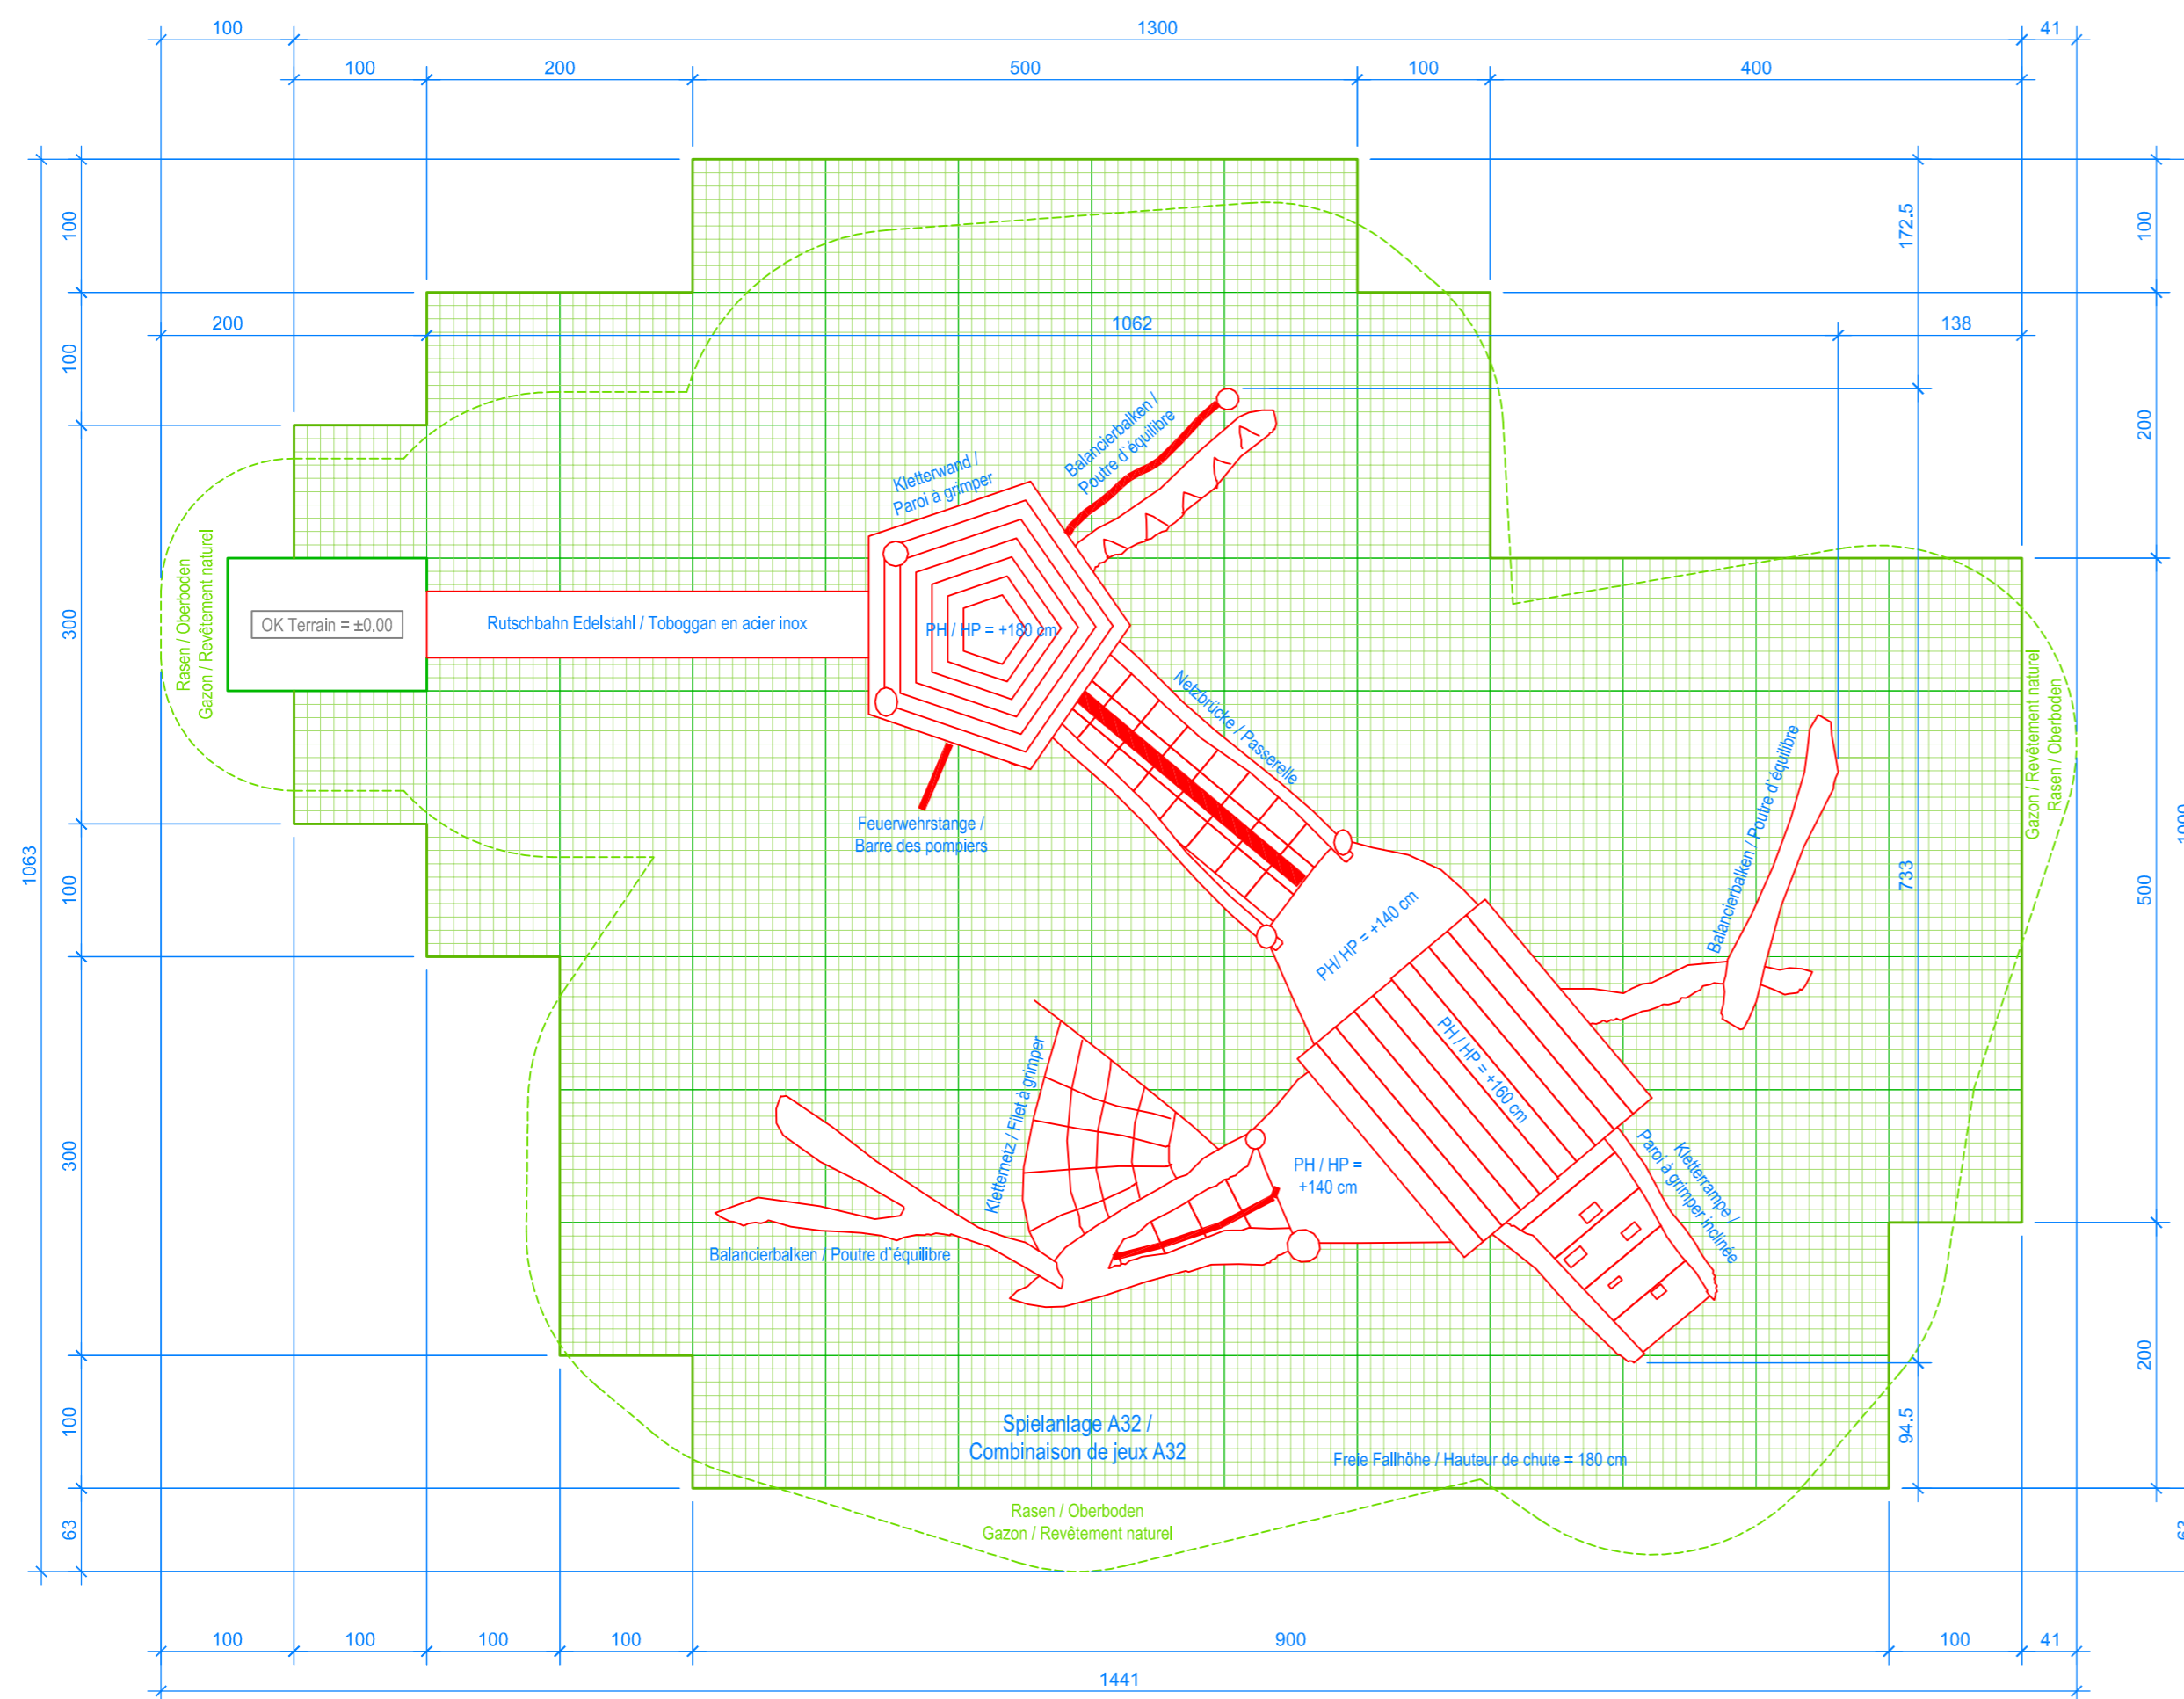 100
1300
41
100
200
500
100
400
172.5
100
100
100
200
1062
138
200
Balancierbalken /
Poutre d`équilibre
Kletterwand /
Paroi à grimper
Rasen / Oberboden
Gazon / Revêtement naturel
OK Terrain = ±0.00
Rutschbahn Edelstahl / Toboggan en acier inox
PH / HP = +180 cm
300
Netzbrücke / Passerelle
Gazon / Revêtement naturel
Rasen / Oberboden
Balancierbalken / Poutre d`équilibre
Feuerwehrstange /
Barre des pompiers
1063
100
733
500
1000
PH/ HP = +140 cm
PH / HP = +160 cm
Kletternetz / Filet à grimper
300
PH / HP =
+140 cm
Kletterrampe /
Paroi à grimper inclinée
Balancierbalken / Poutre d`équilibre
200
100
94.5
Spielanlage A32 /
Combinaison de jeux A32
Freie Fallhöhe / Hauteur de chute = 180 cm
Rasen / Oberboden
Gazon / Revêtement naturel
63
63
100
100
100
100
900
100
41
1441